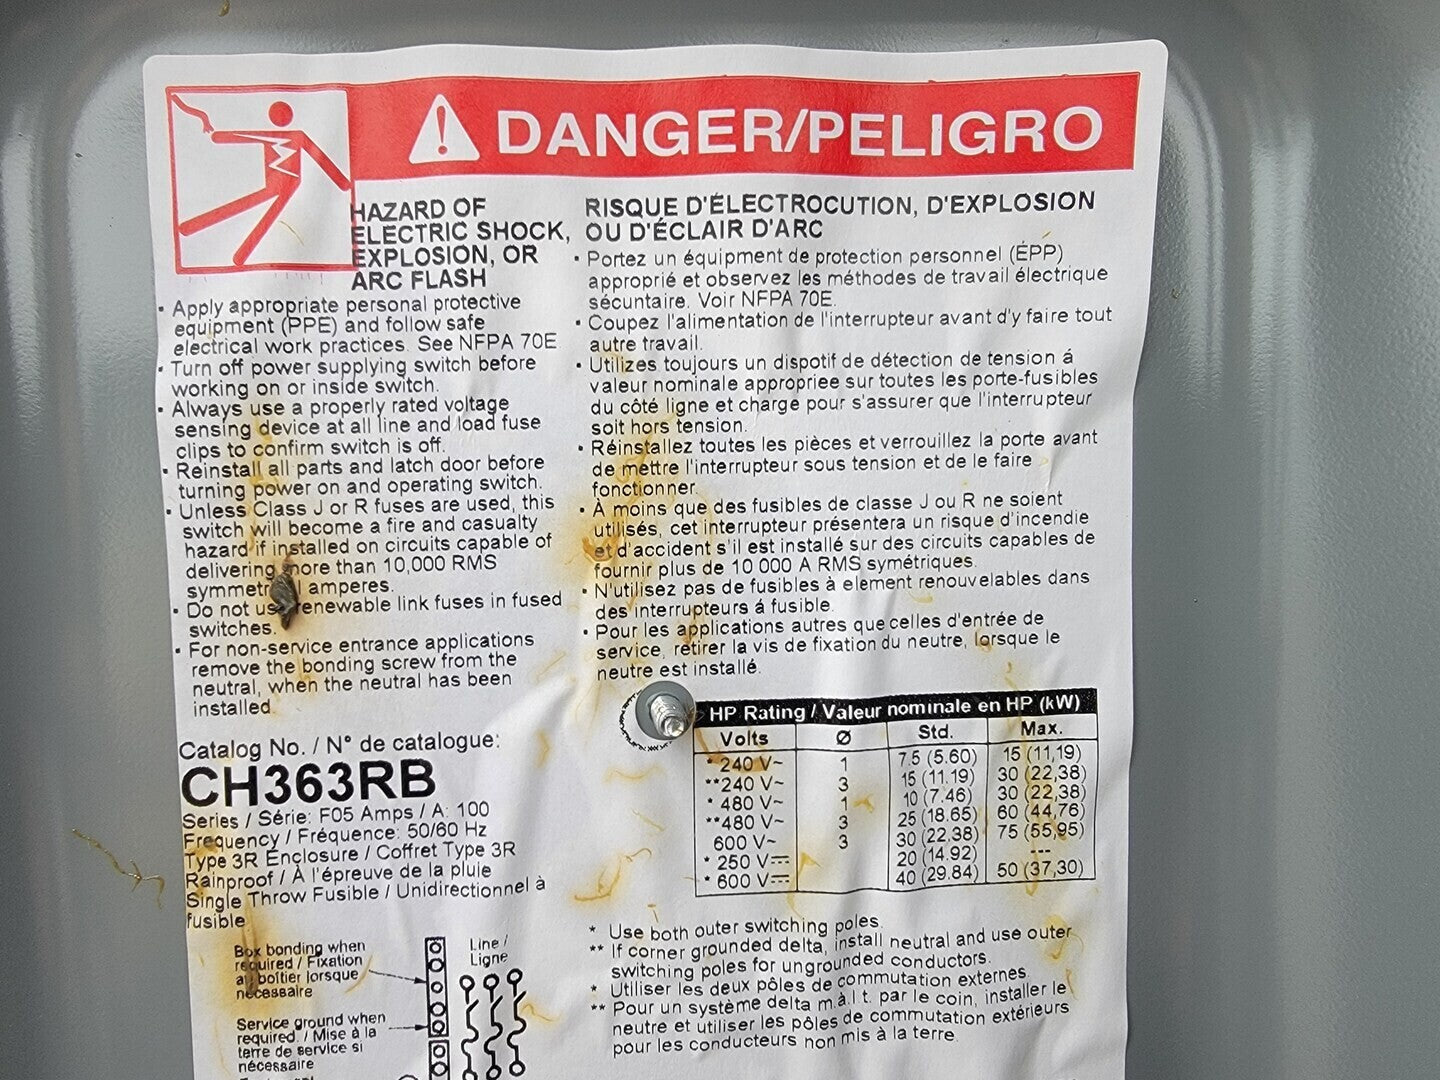 DANGER/PELIGRO
HAZARD OF
ELECTRIC SHOCK,
EXPLOSION, OR
ARC FLASH
• Apply appropriate personal protective
equipment (PPE) and follow safe
electrical work practices. See NFPA 70E
• Turn off power supplying switch before
working on or inside switch.
• Always use a properly rated voltage
sensing device at all line and load fuse
clips to confirm switch is off.
• Reinstall all parts and latch door before
turning power on and operating switch.
• Unless Class J or R fuses are used, this
switch will become a fire and casualty
hazard if installed on circuits capable of
delivering more than 10,000 RMS
symmetr amperes.
• Do not us renewable link fuses in fused
switches.
• For non-service entrance applications
remove the bonding screw from the
neutral, when the neutral has been
installed.
RISQUE D'ÉLECTROCUTION, D'EXPLOSION
OU D'ÉCLAIR D'ARC
• Portez un équipment de protection personnel (ÉPP)
approprié et observez les méthodes de travail électrique
sécuntaire. Voir NFPA 70E.
• Coupez l'alimentation de l'interrupteur avant d'y faire tout
autre travail.
• Utilizes toujours un dispotif de détection de tension á
valeur nominale appropriee sur toutes les porte-fusibles
du côté ligne et charge pour s'assurer que l'interrupteur
soit hors tension.
• Réinstallez toutes les pièces et verrouillez la porte avant
de mettre l'interrupteur sous tension et de le faire
fonctionner.
• À moins que des fusibles de classe J ou R ne soient
utilisés, cet interrupteur présentera un risque d'incendie
et d'accident s'il est installé sur des circuits capables de
fournir plus de 10 000 A RMS symétriques.
• N'utilisez pas de fusibles à element renouvelables dans
des interrupteurs á fusible.
• Pour les applications autres que celles d'entrée de
service, retirer la vis de fixation du neutre, lorsque le
neutre est installé.
Catalog No. / N° de catalogue:
CH363RB
Series / Série: F05 Amps / A: 100
Frequency / Fréquence: 50/60 Hz
Type 3R Enclosure / Coffret Type 3R
Rainproof / À l'épreuve de la pluie
Single Throw Fusible / Unidirectionnel à
fusible
HP Rating / Valeur nominale en HP (kW)
Volts Ø Std. Max.
* 240 V~ 1 7.5 (5.60) 15 (11,19)
**240 V~ 3 15 (11.19) 30 (22,38)
* 480 V~ 1 10 (7.46) 30 (22,38)
**480 V~ 3 25 (18.65) 60 (44,76)
600 V~ 3 30 (22.38) 75 (55,95)
* 250 V⎓ 20 (14.92) ---
* 600 V⎓ 40 (29.84) 50 (37,30)
* Use both outer switching poles.
** If corner grounded delta, install neutral and use outer
switching poles for ungrounded conductors.
* Utiliser les deux pôles de commutation externes
** Pour un système delta m.à.l t. par le coin, installer le
neutre et utiliser les pôles de commutation extérieurs
pour les conducteurs non mis à la terre.
Box bonding when
required / Fixation
au boîtier lorsque
nécessaire
Line /
Ligne
Service ground when
required. / Mise à la
terre de service si
nécessaire